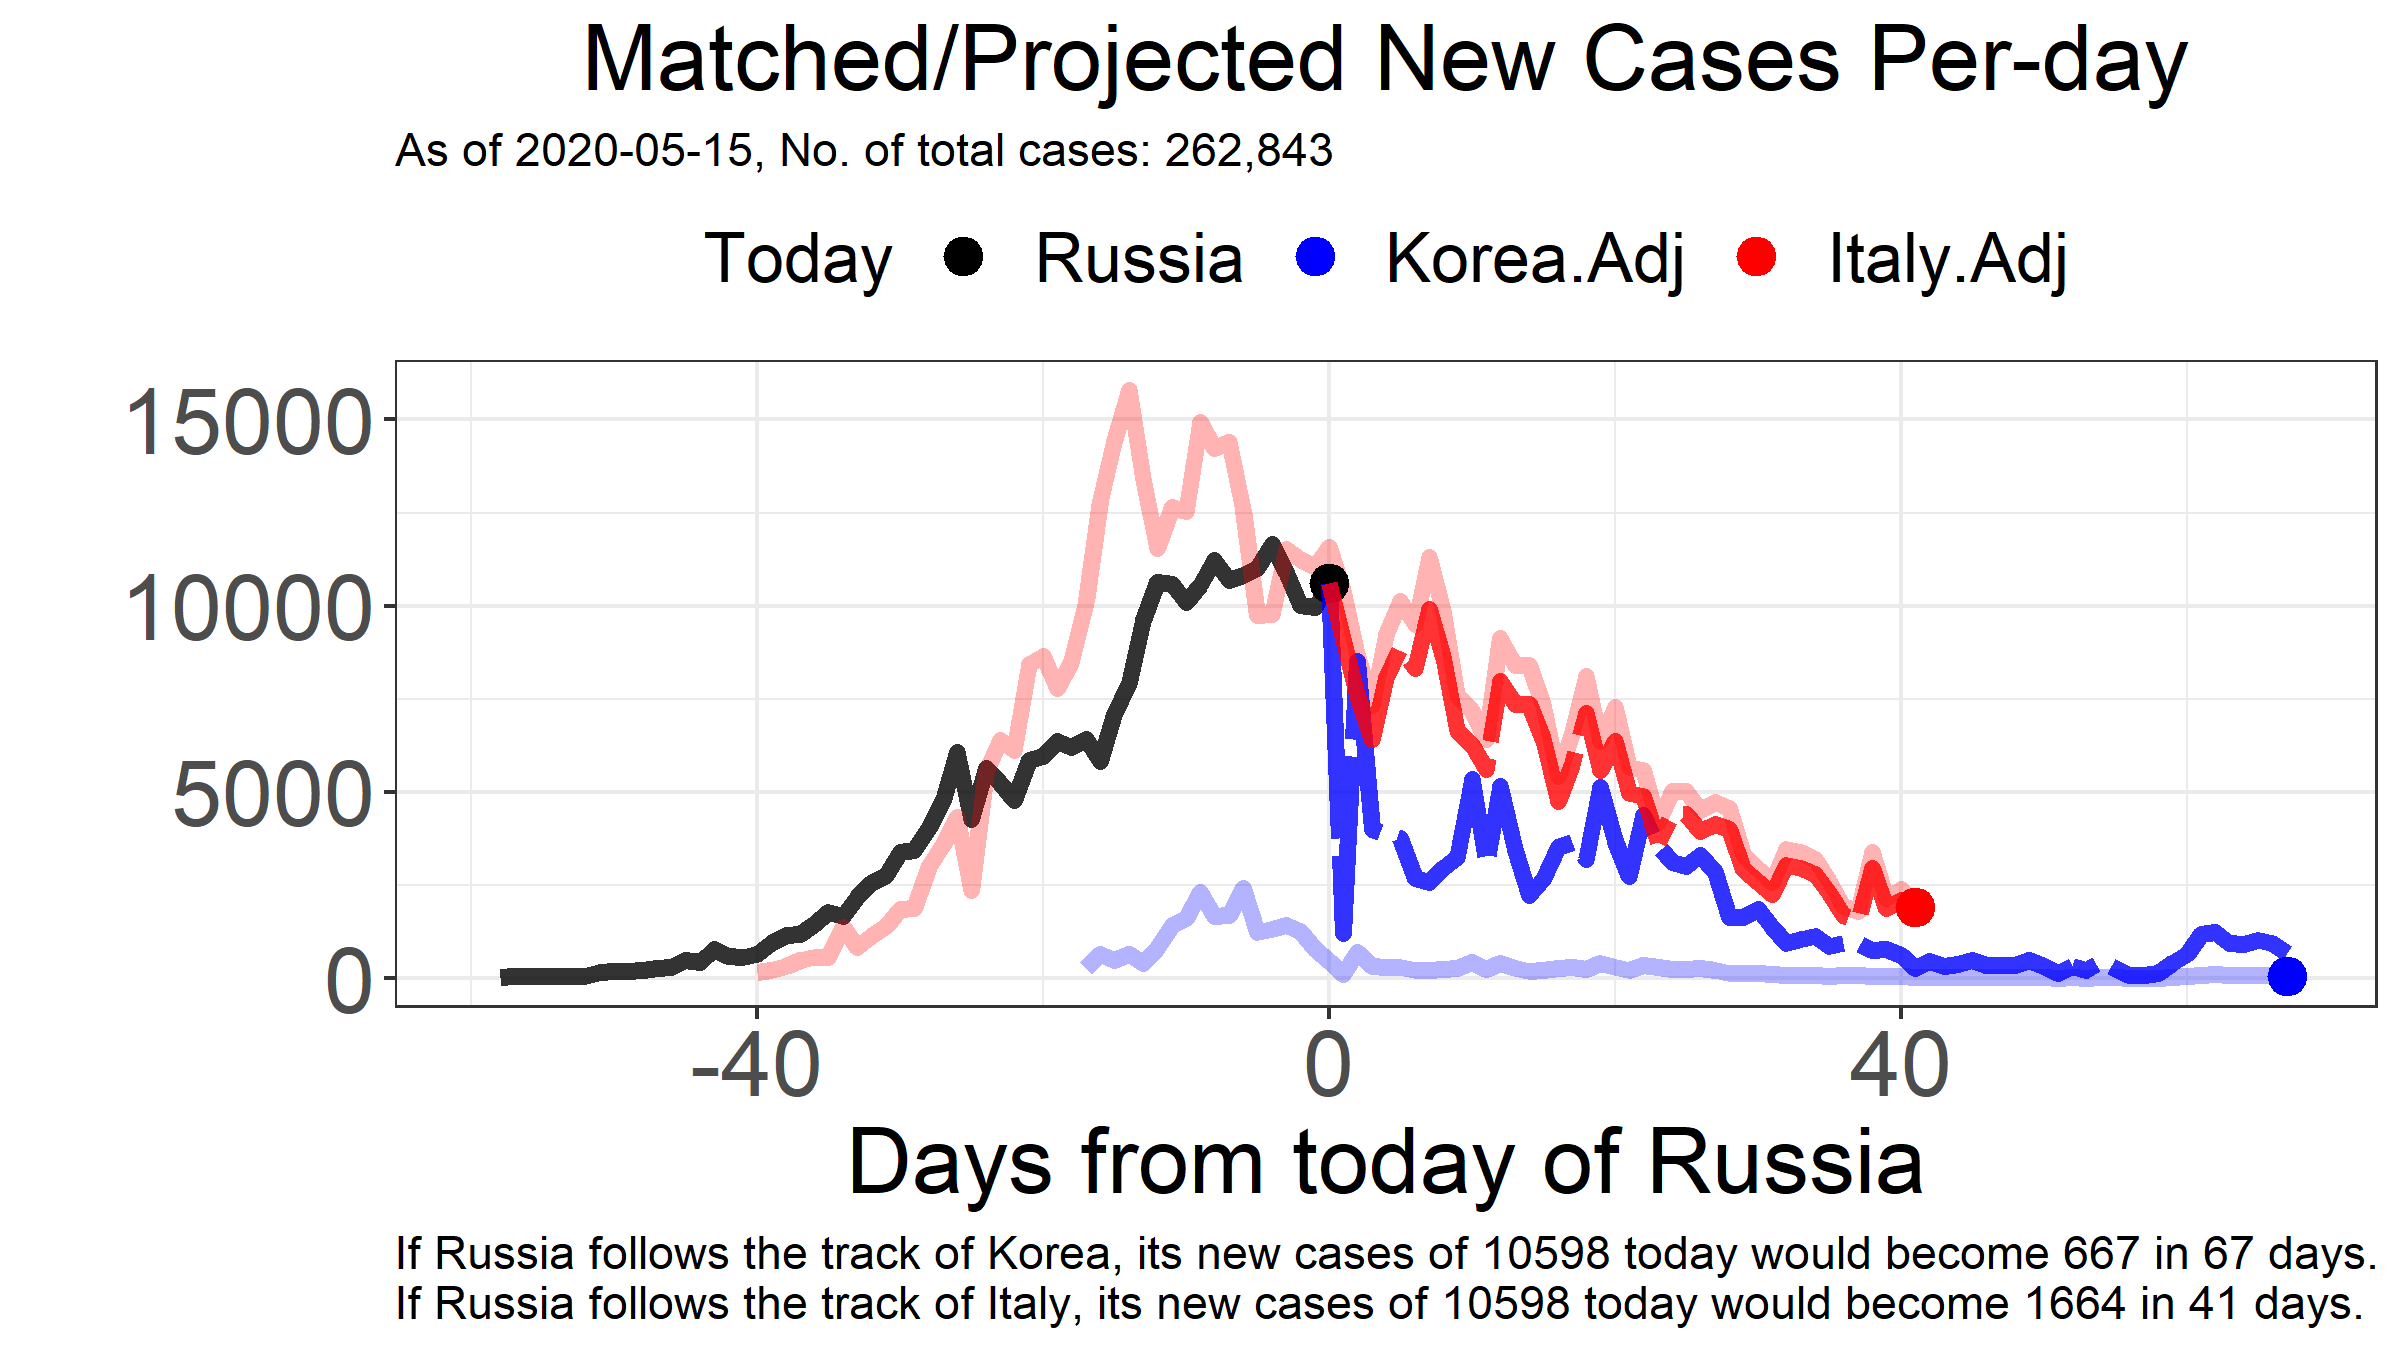 Matched/Projected New Cases Per-day
As of 2020-05-15, No. of total cases: 262,843
Today Russia Korea.Adj Italy.Adj
15000
10000
5000
0
-40 0 40
Days from today of Russia
If Russia follows the track of Korea, its new cases of 10598 today would become 667 in 67 days.
If Russia follows the track of Italy, its new cases of 10598 today would become 1664 in 41 days.